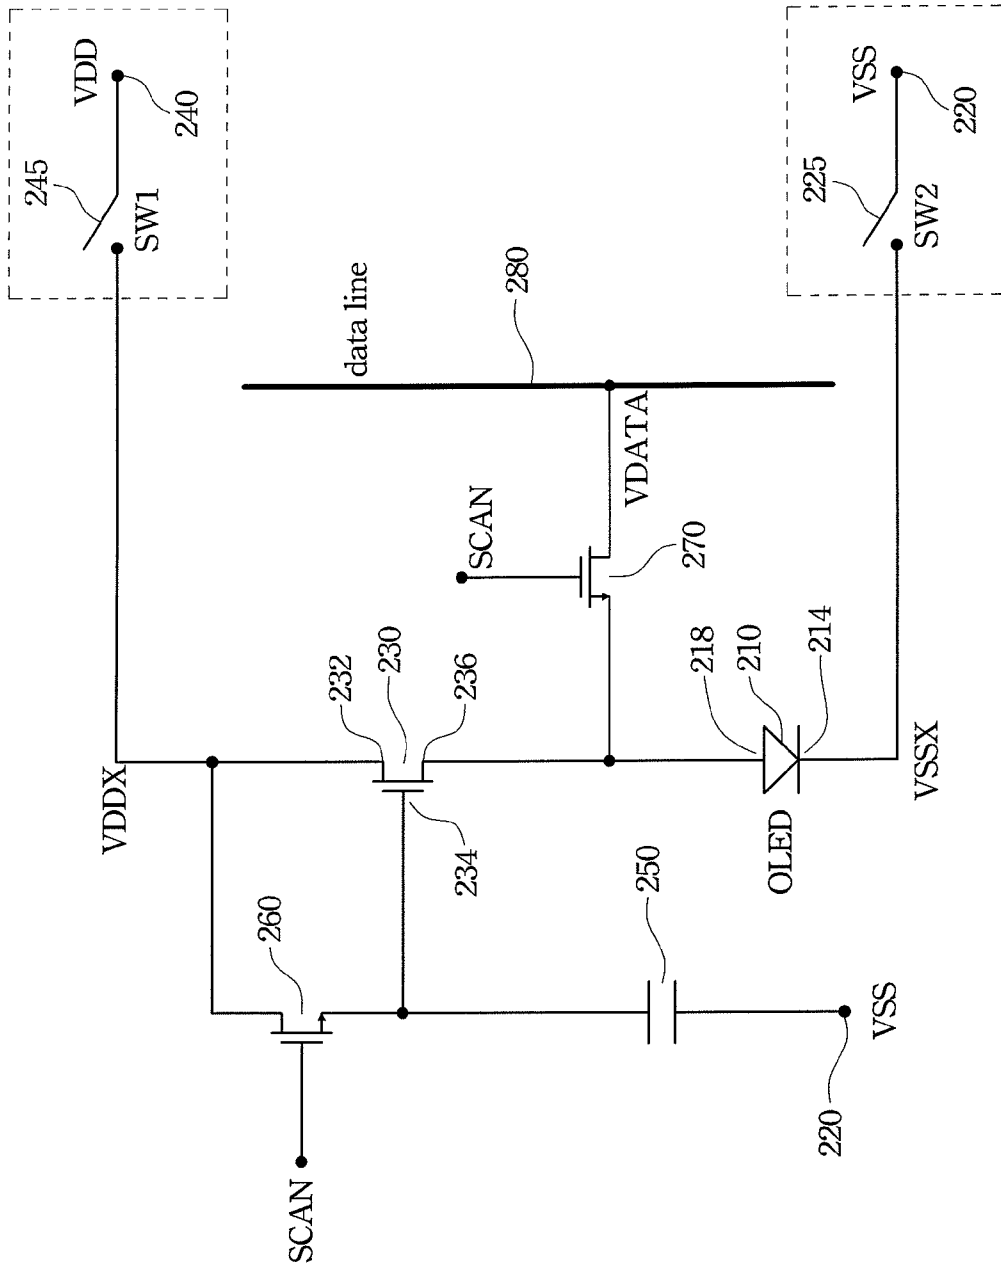 VDD
240
245
SW1
VSS
220
225
SW2
data line
280
VDATA
SCAN
270
VDDX
232
230
236
234
218
210
214
OLED
VSSX
260
250
SCAN
VSS
220